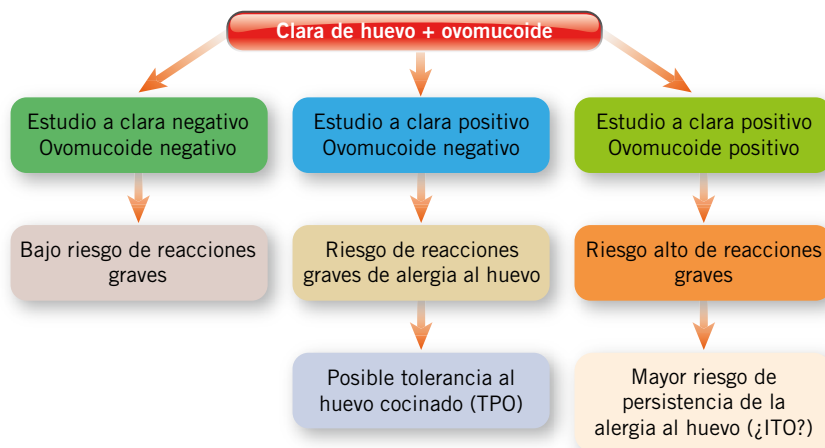 Clara de huevo + ovomucoide
Estudio a clara negativo
Ovomucoide negativo
Estudio a clara positivo
Ovomucoide negativo
Estudio a clara positivo
Ovomucoide positivo
Bajo riesgo de reacciones
graves
Riesgo de reacciones
graves de alergia al huevo
Riesgo alto de reacciones
graves
Posible tolerancia al
huevo cocinado (TPO)
Mayor riesgo de
persistencia de la
alergia al huevo (¿ITO?)